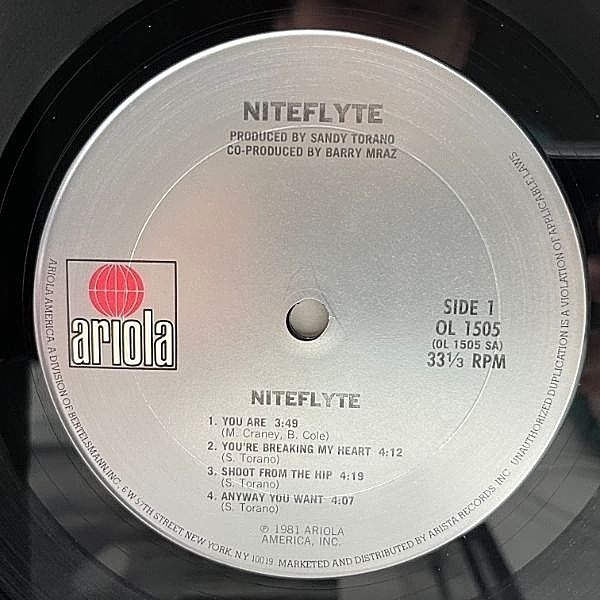 NITEFLYTE
PRODUCED BY SANDY TORANO
CO-PRODUCED BY BARRY MRAZ
ariola
SIDE 1
OL 1505
(OL 1505 SA)
33⅓ RPM
NITEFLYTE
1. YOU ARE 3:49
(M. Craney, B. Cole)
2. YOU'RE BREAKING MY HEART 4:12
(S. Torano)
3. SHOOT FROM THE HIP 4:19
(S. Torano)
4. ANYWAY YOU WANT 4:07
(S. Torano)
℗ 1981 ARIOLA
AMERICA, INC.
ARIOLA AMERICA, A DIVISION OF BERTELSMANN, INC. 6 W 57TH STREET, NEW YORK, N.Y. 10019. MARKETED AND DISTRIBUTED BY ARISTA RECORDS, INC. UNAUTHORIZED DUPLICATION IS A VIOLATION OF APPLICABLE LAWS